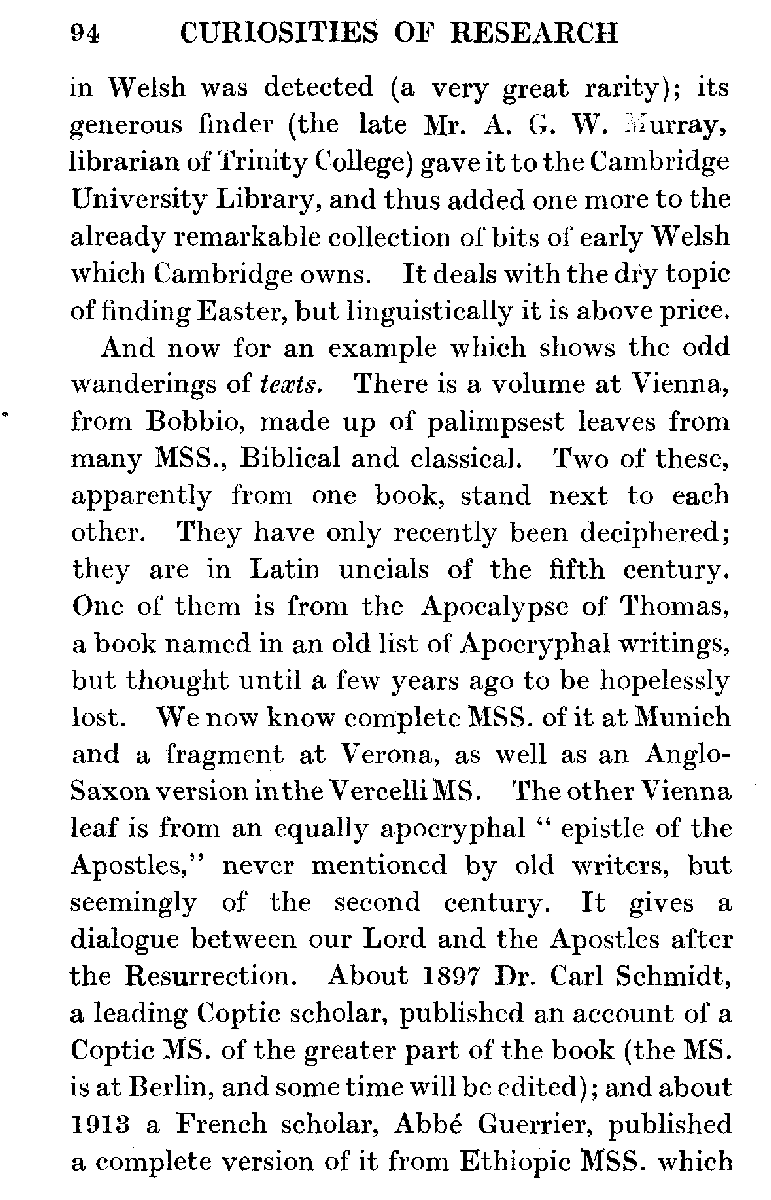 94 CURIOSITIES OF RESEARCH
in Welsh was detected (a very great rarity); its
generous finder (the late Mr. A. G. W. Murray,
librarian of Trinity College) gave it to the Cambridge
University Library, and thus added one more to the
already remarkable collection of bits of early Welsh
which Cambridge owns. It deals with the dry topic
of finding Easter, but linguistically it is above price.
And now for an example which shows the odd
wanderings of texts. There is a volume at Vienna,
from Bobbio, made up of palimpsest leaves from
many MSS., Biblical and classical. Two of these,
apparently from one book, stand next to each
other. They have only recently been deciphered;
they are in Latin uncials of the fifth century.
One of them is from the Apocalypse of Thomas,
a book named in an old list of Apocryphal writings,
but thought until a few years ago to be hopelessly
lost. We now know complete MSS. of it at Munich
and a fragment at Verona, as well as an Anglo-
Saxon version in the Vercelli MS. The other Vienna
leaf is from an equally apocryphal “ epistle of the
Apostles,” never mentioned by old writers, but
seemingly of the second century. It gives a
dialogue between our Lord and the Apostles after
the Resurrection. About 1897 Dr. Carl Schmidt,
a leading Coptic scholar, published an account of a
Coptic MS. of the greater part of the book (the MS.
is at Berlin, and some time will be edited); and about
1913 a French scholar, Abbé Guerrier, published
a complete version of it from Ethiopic MSS. which